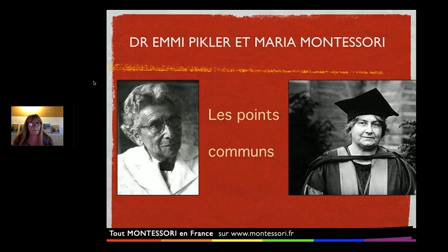 DR EMMI PIKLER ET MARIA MONTESSORI
Les points
communs
Tout MONTESSORI en France sur www.montessori.fr